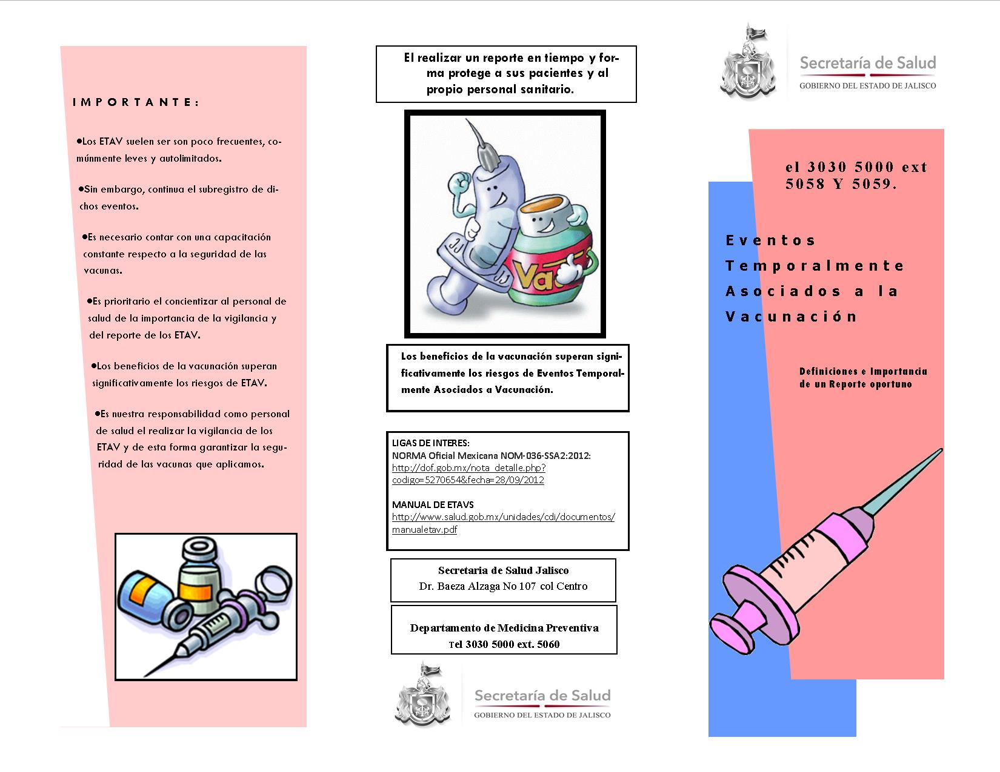 IMPORTANTE:
•Los ETAV suelen ser son poco frecuentes, co-
múnmente leves y autolimitados.
•Sin embargo, continua el subregistro de di-
chos eventos.
•Es necesario contar con una capacitación
constante respecto a la seguridad de las
vacunas.
•Es prioritario el concientizar al personal de
salud de la importancia de la vigilancia y
del reporte de los ETAV.
•Los beneficios de la vacunación superan
significativamente los riesgos de ETAV.
•Es nuestra responsabilidad como personal
de salud el realizar la vigilancia de los
ETAV y de esta forma garantizar la segu-
ridad de las vacunas que aplicamos.
El realizar un reporte en tiempo y for-
ma protege a sus pacientes y al
propio personal sanitario.
Vac
Los beneficios de la vacunación superan signi-
ficativamente los riesgos de Eventos Temporal-
mente Asociados a Vacunación.
LIGAS DE INTERES:
NORMA Oficial Mexicana NOM-036-SSA2:2012:
http://dof.gob.mx/nota_detalle.php?
codigo=5270654&fecha=28/09/2012
MANUAL DE ETAVS
http://www.salud.gob.mx/unidades/cdi/documentos/
manualetav.pdf
Secretaria de Salud Jalisco
Dr. Baeza Alzaga No 107 col Centro
Departamento de Medicina Preventiva
Tel 3030 5000 ext. 5060
Secretaría de Salud
GOBIERNO DEL ESTADO DE JALISCO
Secretaría de Salud
GOBIERNO DEL ESTADO DE JALISCO
el 3030 5000 ext
5058 Y 5059.
Eventos
Temporalmente
Asociados a la
Vacunación
Definiciones e Importancia
de un Reporte oportuno